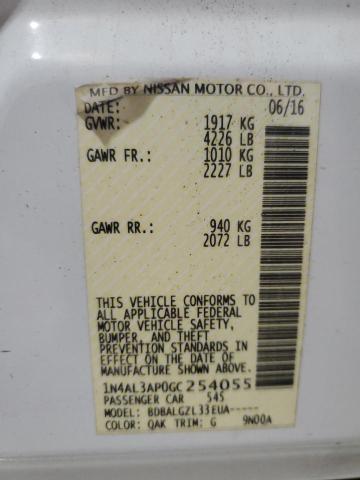 MFD BY NISSAN MOTOR CO., LTD.
DATE: 06/16
GVWR: 1917 KG
4226 LB
GAWR FR.: 1010 KG
2227 LB
GAWR RR.: 940 KG
2072 LB
THIS VEHICLE CONFORMS TO
ALL APPLICABLE FEDERAL
MOTOR VEHICLE SAFETY,
BUMPER, AND THEFT
PREVENTION STANDARDS IN
EFFECT ON THE DATE OF
MANUFACTURE SHOWN ABOVE.
1N4AL3AP0GC254055
PASSENGER CAR 545
MODEL: BDBALGZL33EUA-----
COLOR: QAK TRIM: G 9N00A